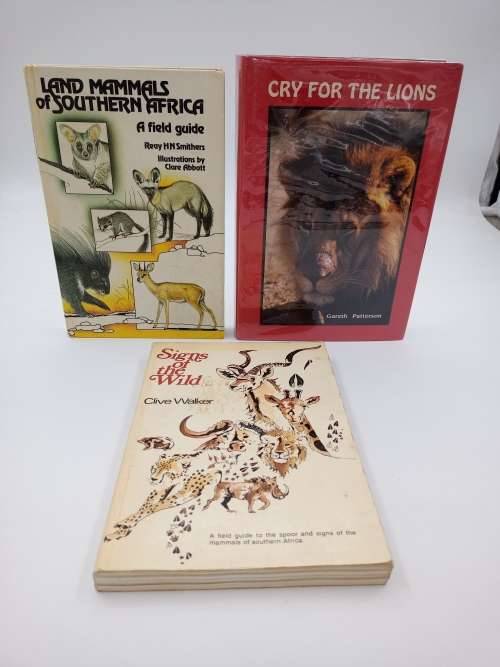 LAND MAMMALS
of SOUTHERN AFRICA
A field guide
Reay H N Smithers
Illustrations by
Clare Abbott
CRY FOR THE LIONS
Gareth Patterson
Signs
of the
Wild
Clive Walker
A field guide to the spoor and signs of the
mammals of southern Africa.